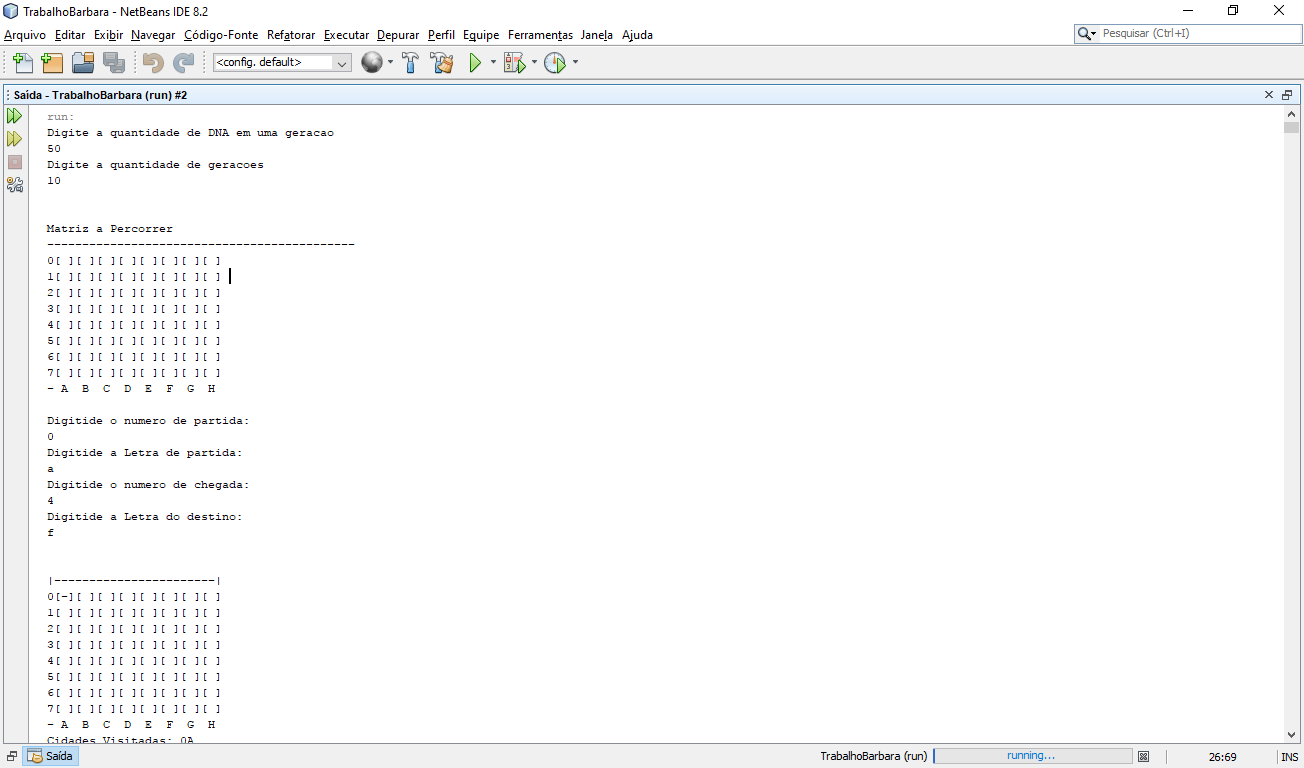 TrabalhoBarbara - NetBeans IDE 8.2
Arquivo Editar Exibir Navegar Código-Fonte Refatorar Executar Depurar Perfil Equipe Ferramentas Janela Ajuda
Pesquisar (Ctrl+I)
<config. default>
Saída - TrabalhoBarbara (run) #2
run:
Digite a quantidade de DNA em uma geracao
50
Digite a quantidade de geracoes
10
Matriz a Percorrer
--------------------------------------------
0[ ][ ][ ][ ][ ][ ][ ][ ]
1[ ][ ][ ][ ][ ][ ][ ][ ]
2[ ][ ][ ][ ][ ][ ][ ][ ]
3[ ][ ][ ][ ][ ][ ][ ][ ]
4[ ][ ][ ][ ][ ][ ][ ][ ]
5[ ][ ][ ][ ][ ][ ][ ][ ]
6[ ][ ][ ][ ][ ][ ][ ][ ]
7[ ][ ][ ][ ][ ][ ][ ][ ]
- A  B  C  D  E  F  G  H
Digitide o numero de partida:
0
Digitide a Letra de partida:
a
Digitide o numero de chegada:
4
Digitide a Letra do destino:
f
|-----------------------|
0[-][ ][ ][ ][ ][ ][ ][ ]
1[ ][ ][ ][ ][ ][ ][ ][ ]
2[ ][ ][ ][ ][ ][ ][ ][ ]
3[ ][ ][ ][ ][ ][ ][ ][ ]
4[ ][ ][ ][ ][ ][ ][ ][ ]
5[ ][ ][ ][ ][ ][ ][ ][ ]
6[ ][ ][ ][ ][ ][ ][ ][ ]
7[ ][ ][ ][ ][ ][ ][ ][ ]
- A  B  C  D  E  F  G  H
Cidades Visitadas: 0A
Saída
TrabalhoBarbara (run)
running...
26:69
INS